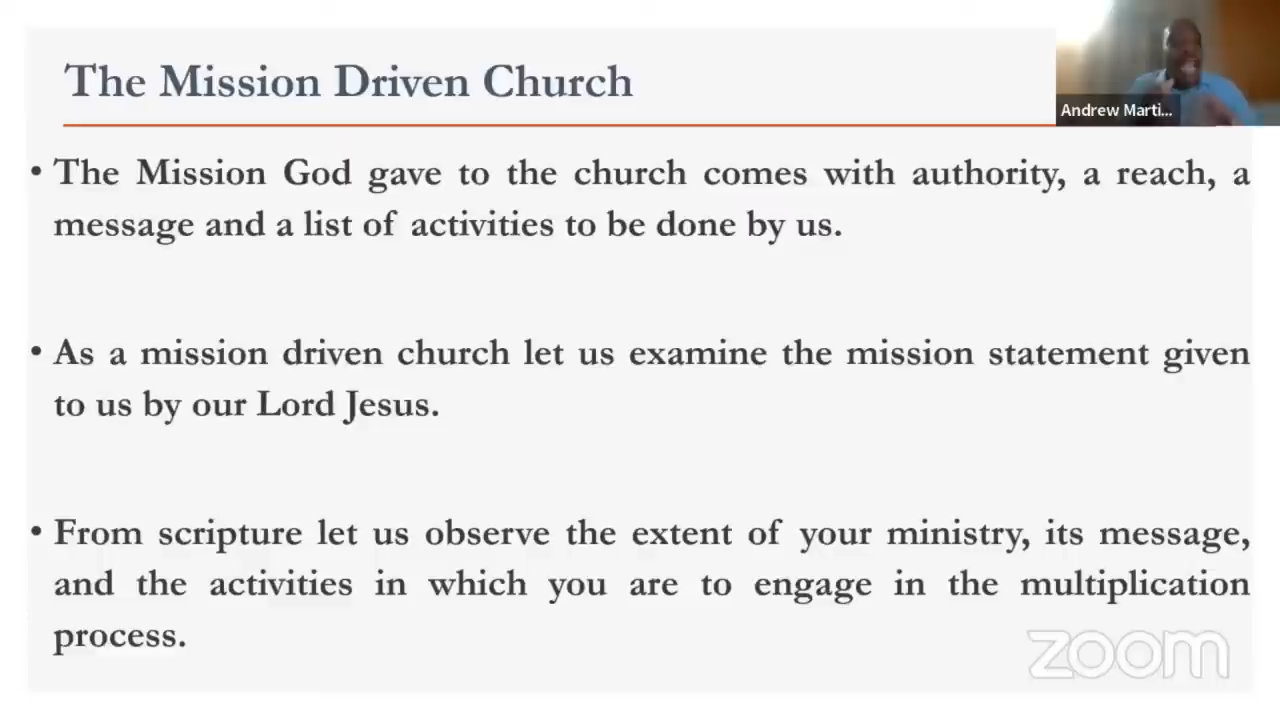 The Mission Driven Church
Andrew Marti...
• The Mission God gave to the church comes with authority, a reach, a
message and a list of activities to be done by us.
• As a mission driven church let us examine the mission statement given
to us by our Lord Jesus.
• From scripture let us observe the extent of your ministry, its message,
and the activities in which you are to engage in the multiplication
process.
zoom